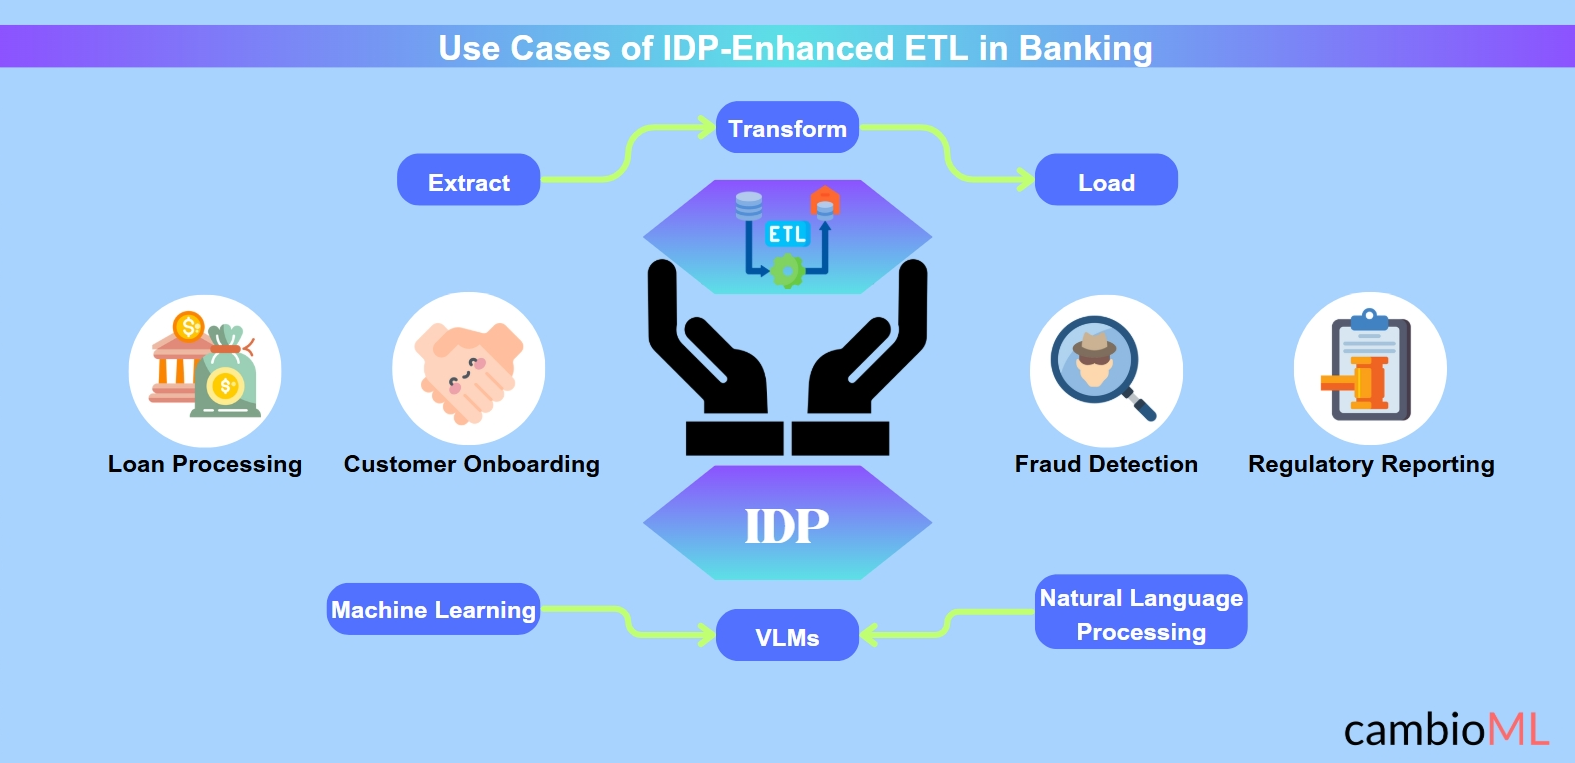 Use Cases of IDP-Enhanced ETL in Banking
Transform
Extract
Load
ETL
Loan Processing
Customer Onboarding
Fraud Detection
Regulatory Reporting
IDP
Machine Learning
VLMs
Natural Language
Processing
cambioML